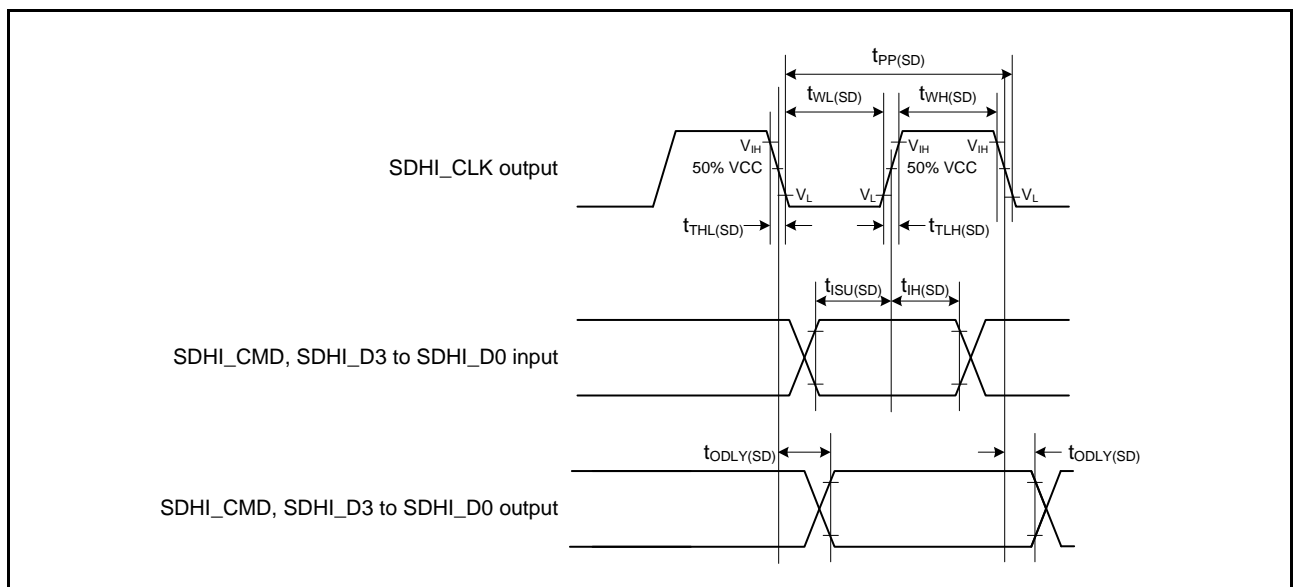 tPP(SD)
tWL(SD) tWH(SD)
SDHI_CLK output
VIH VIH VIH
50% VCC 50% VCC
VL VL VL
tTHL(SD) tTLH(SD)
tISU(SD) tIH(SD)
SDHI_CMD, SDHI_D3 to SDHI_D0 input
tODLY(SD) tODLY(SD)
SDHI_CMD, SDHI_D3 to SDHI_D0 output